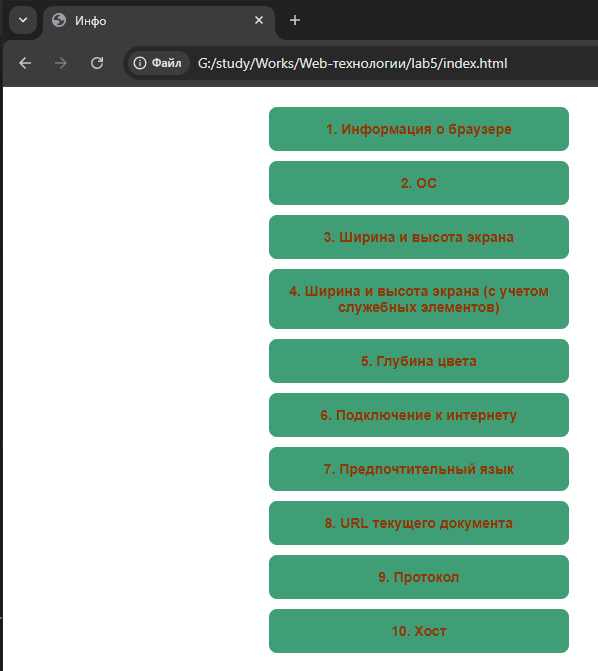 Инфо
Файл G:/study/Works/Web-технологии/lab5/index.html
1. Информация о браузере
2. ОС
3. Ширина и высота экрана
4. Ширина и высота экрана (с учетом
служебных элементов)
5. Глубина цвета
6. Подключение к интернету
7. Предпочтительный язык
8. URL текущего документа
9. Протокол
10. Хост